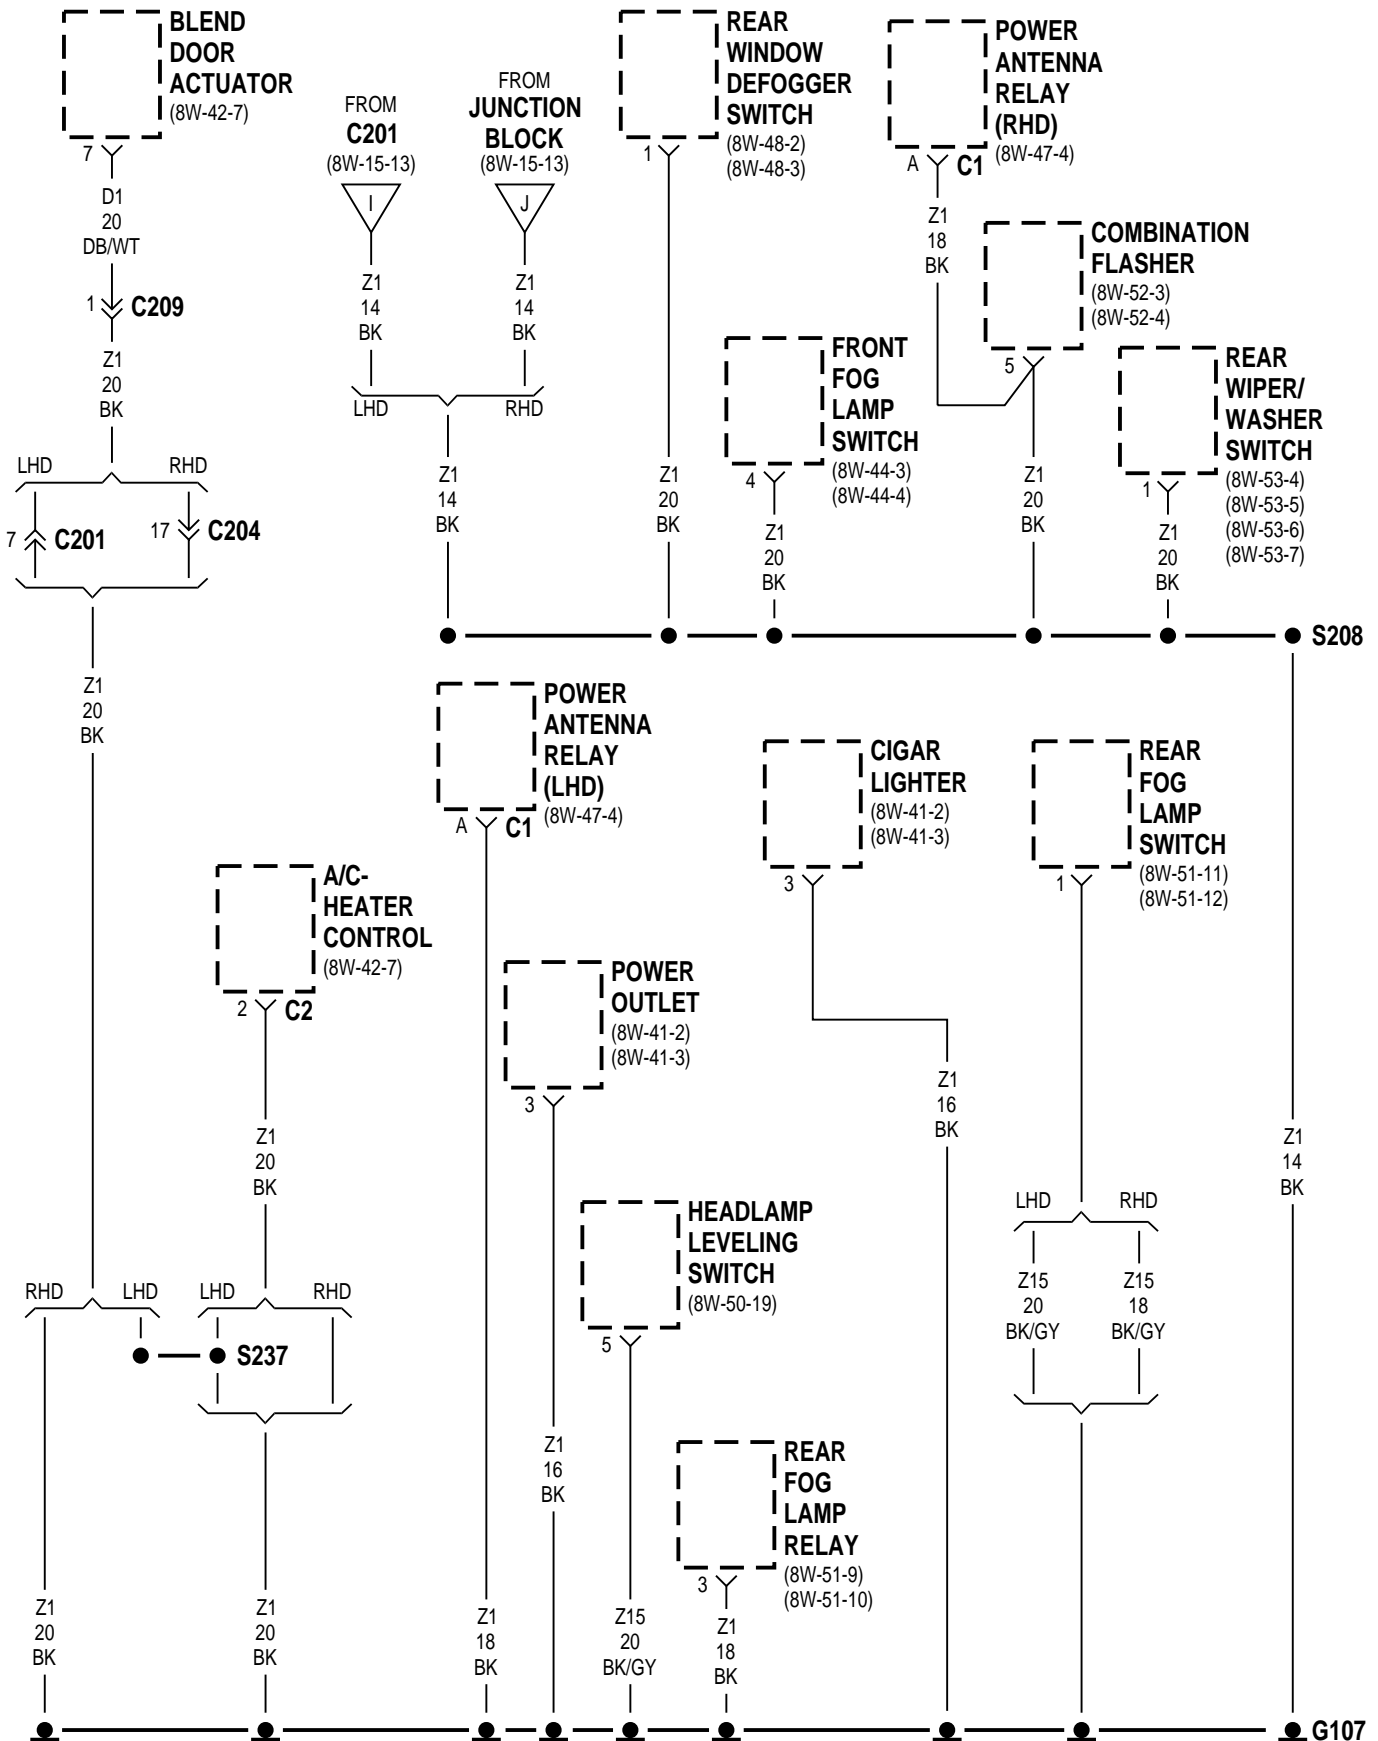 BLEND
DOOR
ACTUATOR
(8W-42-7)
7
D1
20
DB/WT
1
C209
Z1
20
BK
LHD
RHD
7
C201
17
C204
Z1
20
BK
FROM
C201
(8W-15-13)
I
Z1
14
BK
FROM
JUNCTION
BLOCK
(8W-15-13)
J
Z1
14
BK
LHD
RHD
Z1
14
BK
REAR
WINDOW
DEFOGGER
SWITCH
(8W-48-2)
(8W-48-3)
1
Z1
20
BK
FRONT
FOG
LAMP
SWITCH
(8W-44-3)
(8W-44-4)
4
Z1
20
BK
POWER
ANTENNA
RELAY
(RHD)
(8W-47-4)
A
C1
Z1
18
BK
COMBINATION
FLASHER
(8W-52-3)
(8W-52-4)
5
Z1
20
BK
REAR
WIPER/
WASHER
SWITCH
(8W-53-4)
(8W-53-5)
(8W-53-6)
(8W-53-7)
1
Z1
20
BK
S208
A/C-
HEATER
CONTROL
(8W-42-7)
2
C2
Z1
20
BK
RHD
LHD
LHD
RHD
S237
Z1
20
BK
Z1
20
BK
POWER
ANTENNA
RELAY
(LHD)
(8W-47-4)
A
C1
Z1
18
BK
POWER
OUTLET
(8W-41-2)
(8W-41-3)
3
Z1
16
BK
HEADLAMP
LEVELING
SWITCH
(8W-50-19)
5
Z15
20
BK/GY
REAR
FOG
LAMP
RELAY
(8W-51-9)
(8W-51-10)
3
Z1
18
BK
CIGAR
LIGHTER
(8W-41-2)
(8W-41-3)
3
Z1
16
BK
REAR
FOG
LAMP
SWITCH
(8W-51-11)
(8W-51-12)
1
LHD
RHD
Z15
20
BK/GY
Z15
18
BK/GY
Z1
14
BK
G107